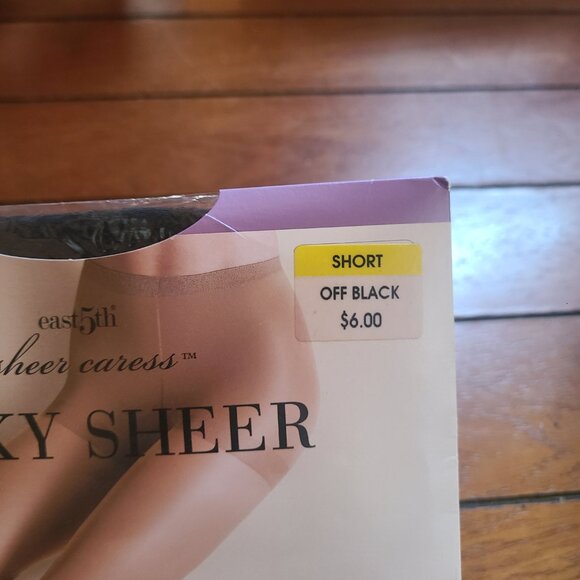 SHORT
OFF BLACK
$6.00
east5th®
sheer caress™
KY SHEER